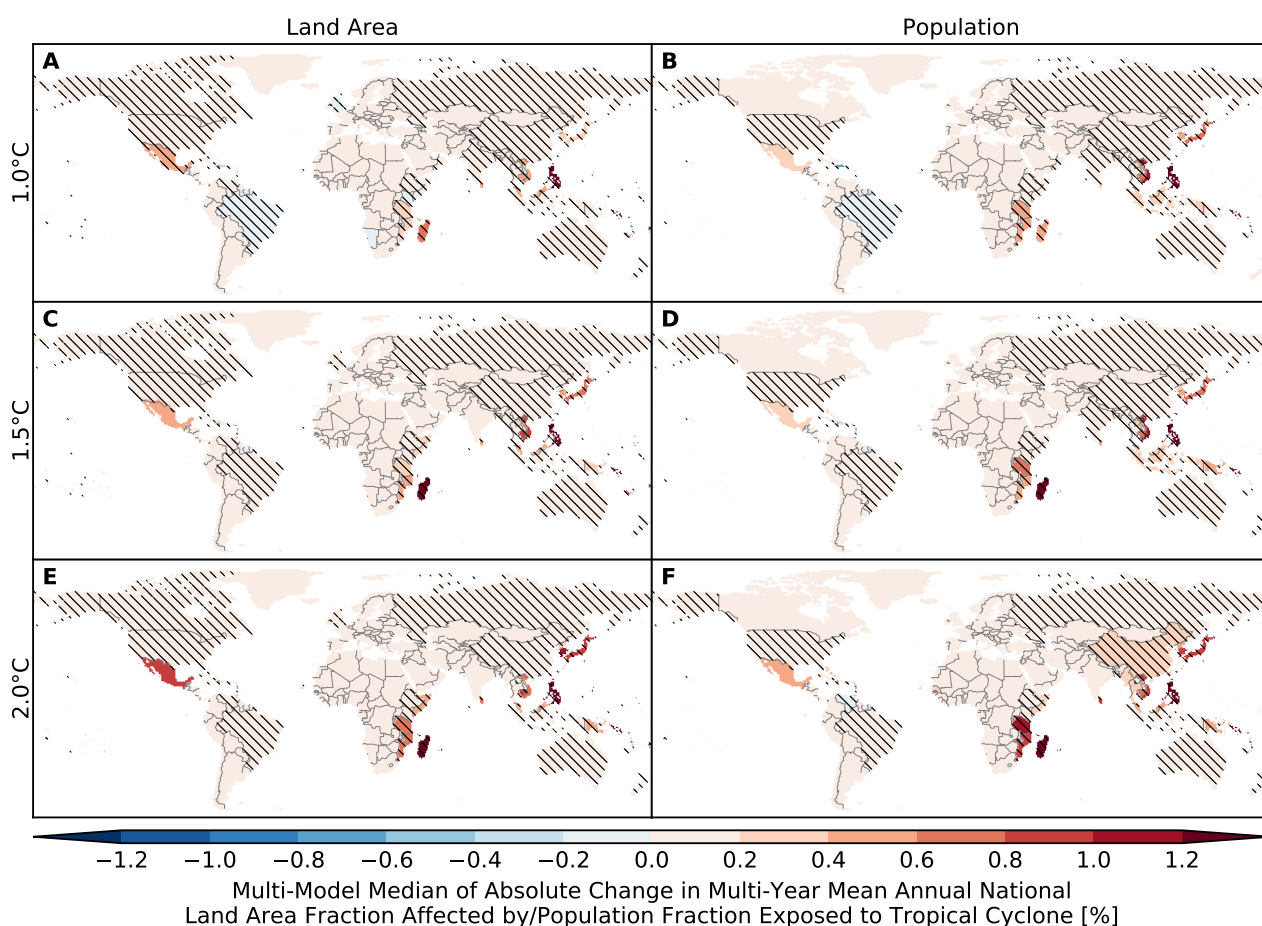 Land Area
Population
A
B
1.0°C
C
D
1.5°C
E
F
2.0°C
−1.2 −1.0 −0.8 −0.6 −0.4 −0.2 0.0 0.2 0.4 0.6 0.8 1.0 1.2
Multi-Model Median of Absolute Change in Multi-Year Mean Annual National
Land Area Fraction Affected by/Population Fraction Exposed to Tropical Cyclone [%]